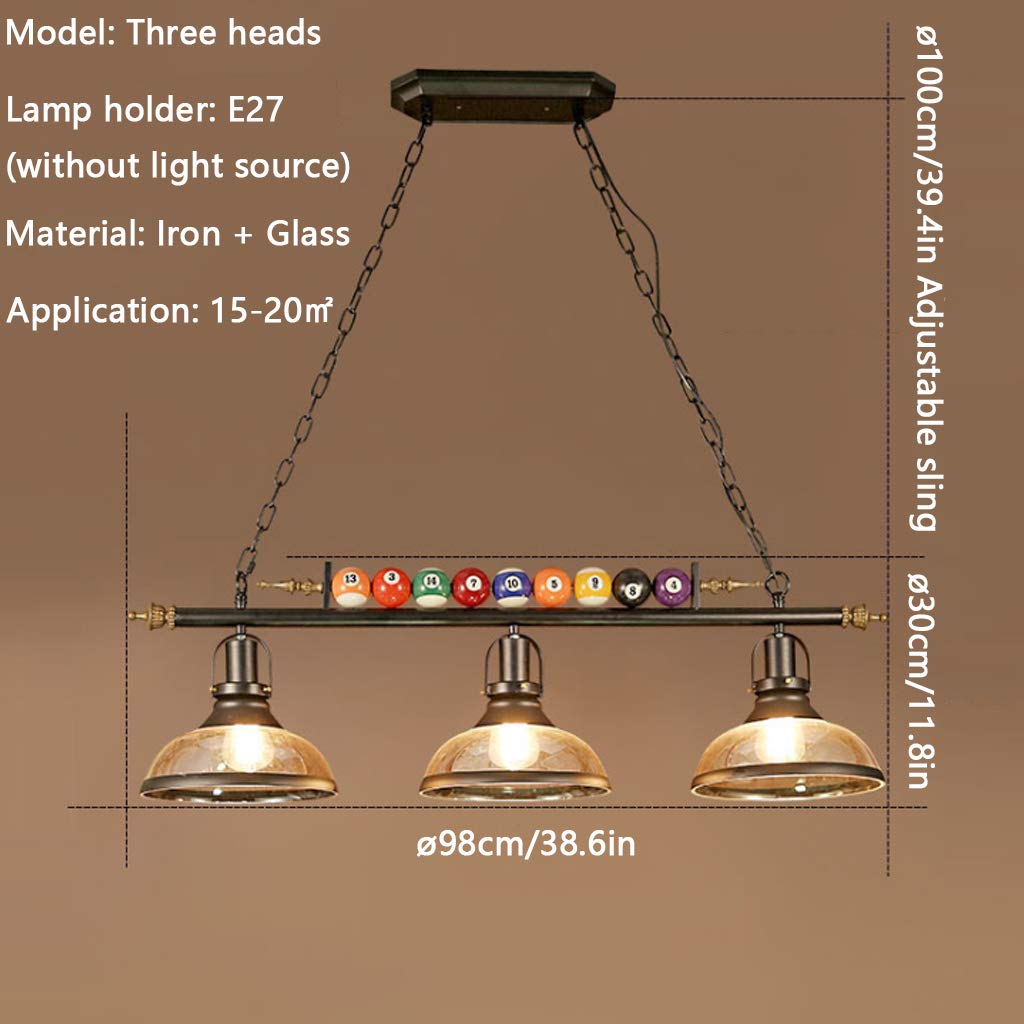 Model: Three heads
Lamp holder: E27
(without light source)
Material: Iron + Glass
Application: 15-20㎡
ø100cm/39.4in Adjustable sling
13 3 14 7 10 5 9 8 4
ø30cm/11.8in
ø98cm/38.6in